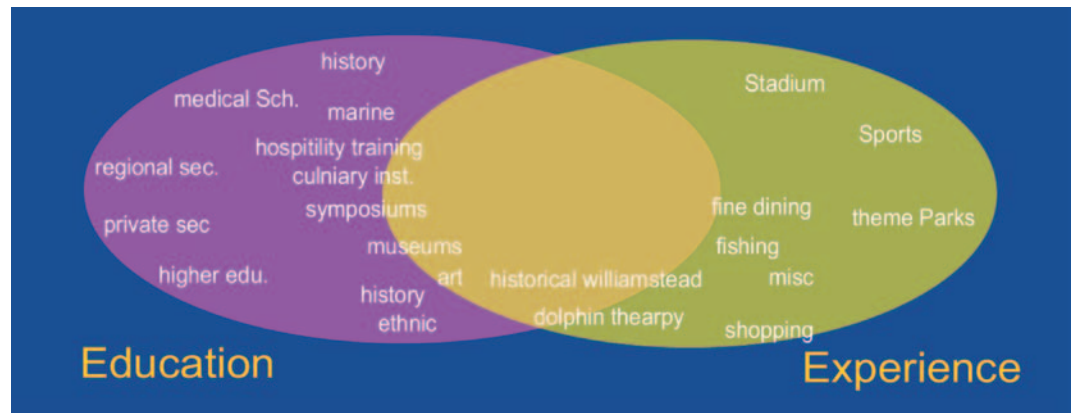 history
medical Sch.
marine
hospitility training
regional sec.
culniary inst.
symposiums
private sec
museums
higher edu.
art
history
ethnic
historical williamstead
dolphin thearpy
Stadium
Sports
fine dining
theme Parks
fishing
misc
shopping
Education
Experience